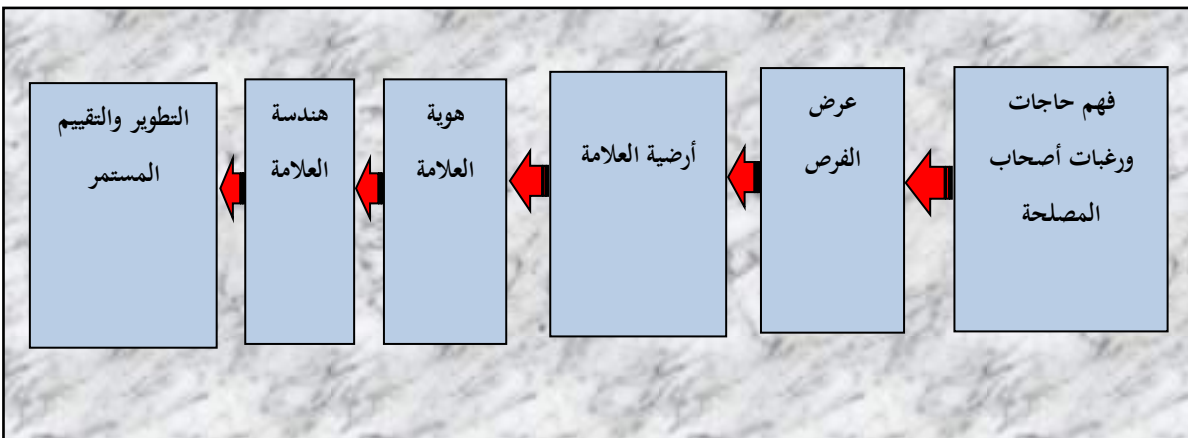 فهم حاجات
ورغبات أصحاب
المصلحة
عرض
الفرص
أرضية العلامة
هوية
العلامة
هندسة
العلامة
التطوير والتقييم
المستمر